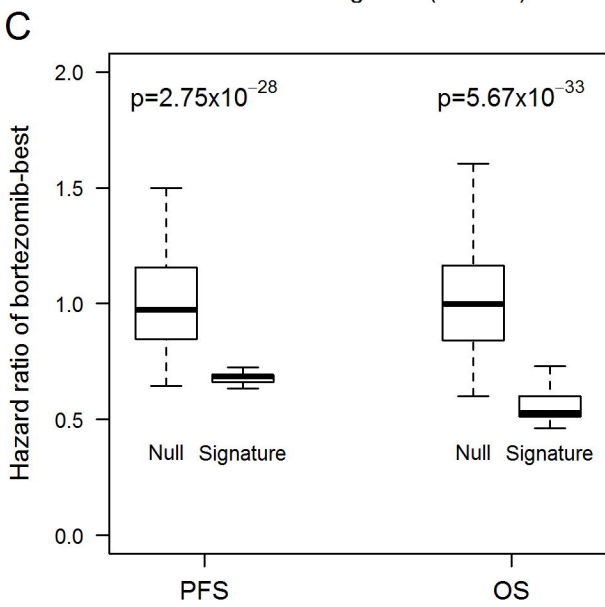 C
2.0
p=2.75x10⁻²⁸ p=5.67x10⁻³³
1.5
1.0
0.5
0.0
Hazard ratio of bortezomib-best
Null Signature Null Signature
PFS OS